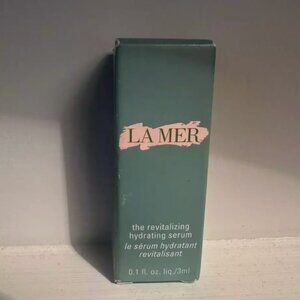 LA MER
the revitalizing
hydrating serum
le sérum hydratant
revitalisant
0.1 fl. oz. liq./3ml